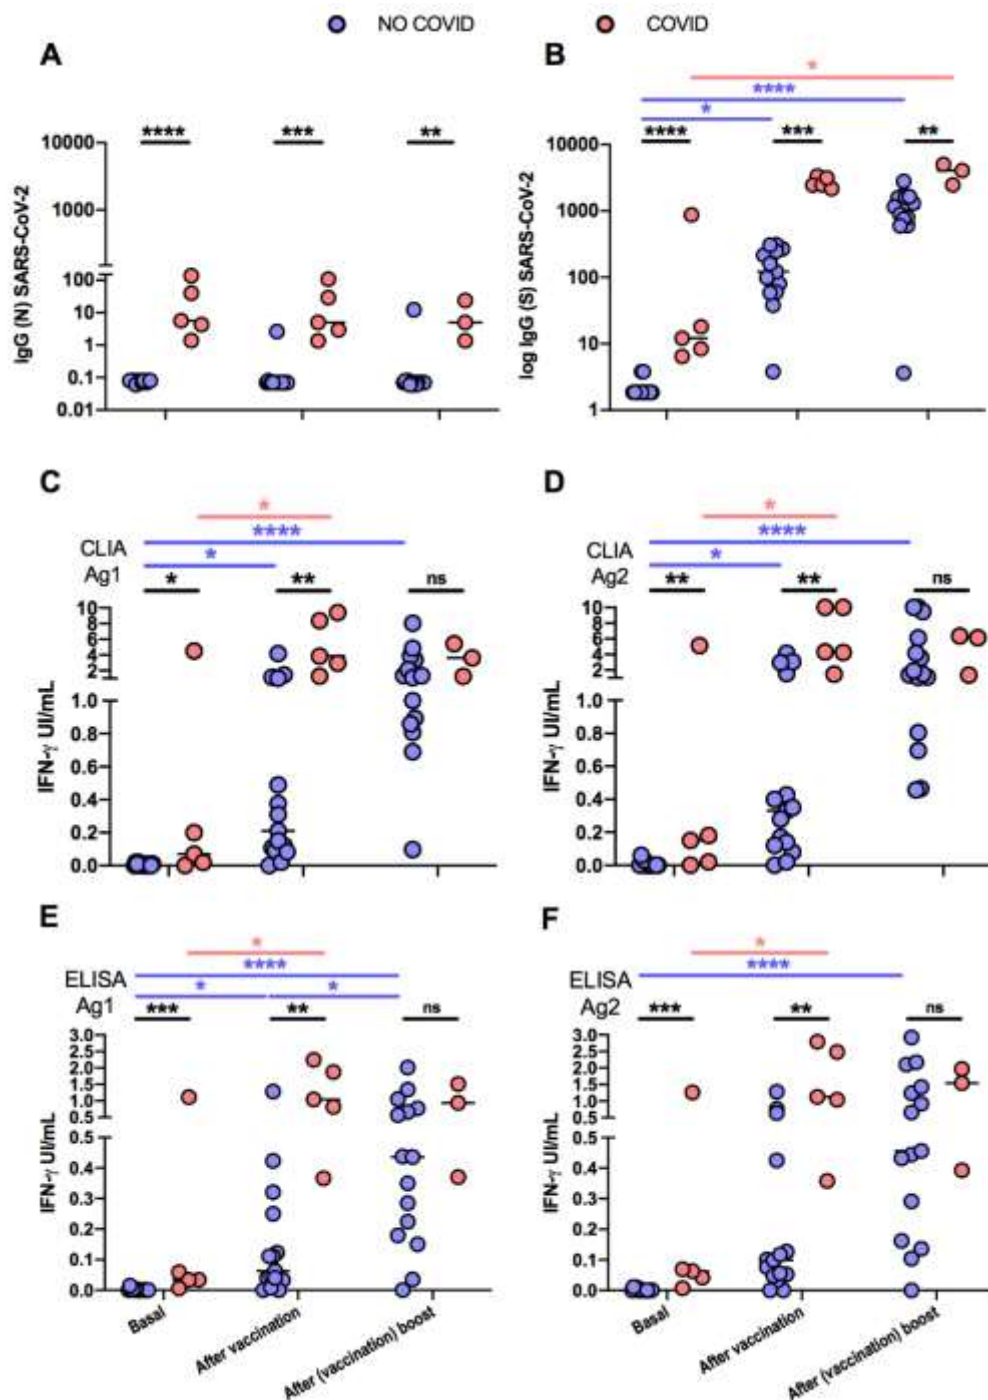 NO COVID COVID
A
**** *** **
10000
1000
100
10
1
0.1
0.01
IgG (N) SARS-CoV-2
B
*
****
*
**** *** **
10000
1000
100
10
1
log IgG (S) SARS-CoV-2
C
*
****
*
CLIA
Ag1
* ** ns
10
8
6
4
2
1.0
0.8
0.6
0.4
0.2
0.0
IFN-γ UI/mL
D
*
****
*
CLIA
Ag2
** ** ns
10
8
6
4
2
1.0
0.8
0.6
0.4
0.2
0.0
IFN-γ UI/mL
E
*
****
* *
ELISA
Ag1
*** ** ns
3.0
2.5
2.0
1.5
1.0
0.5
0.5
0.4
0.3
0.2
0.1
0.0
IFN-γ UI/mL
Basal
After vaccination
After (vaccination) boost
F
*
****
ELISA
Ag2
*** ** ns
3.0
2.5
2.0
1.5
1.0
0.5
0.5
0.4
0.3
0.2
0.1
0.0
IFN-γ UI/mL
Basal
After vaccination
After (vaccination) boost